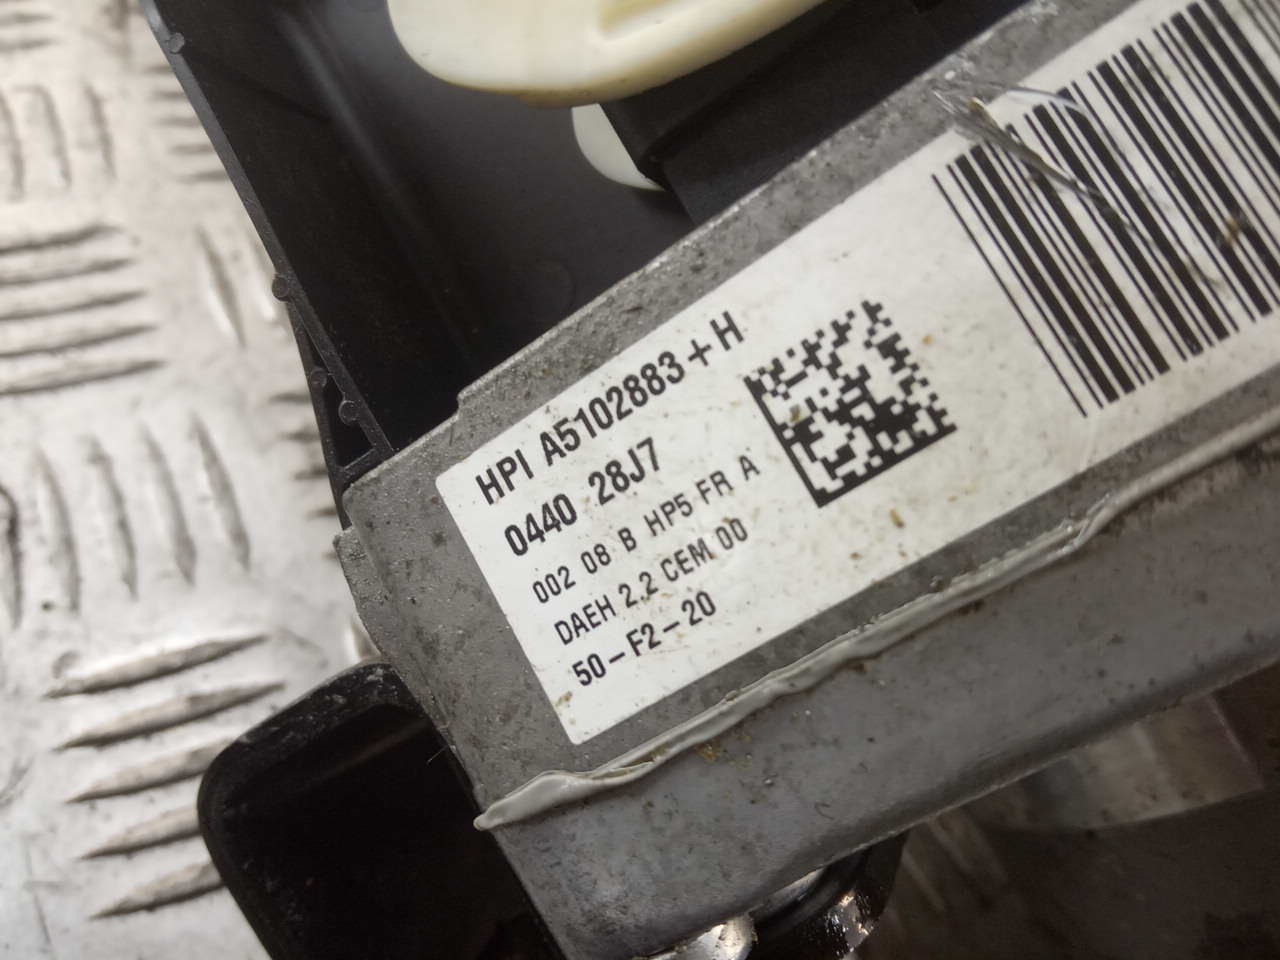 HPI A5102883+H
0440 28J7
002 08 B HP5 FR A
DAEH 2.2 CEM 00
50-F2-20